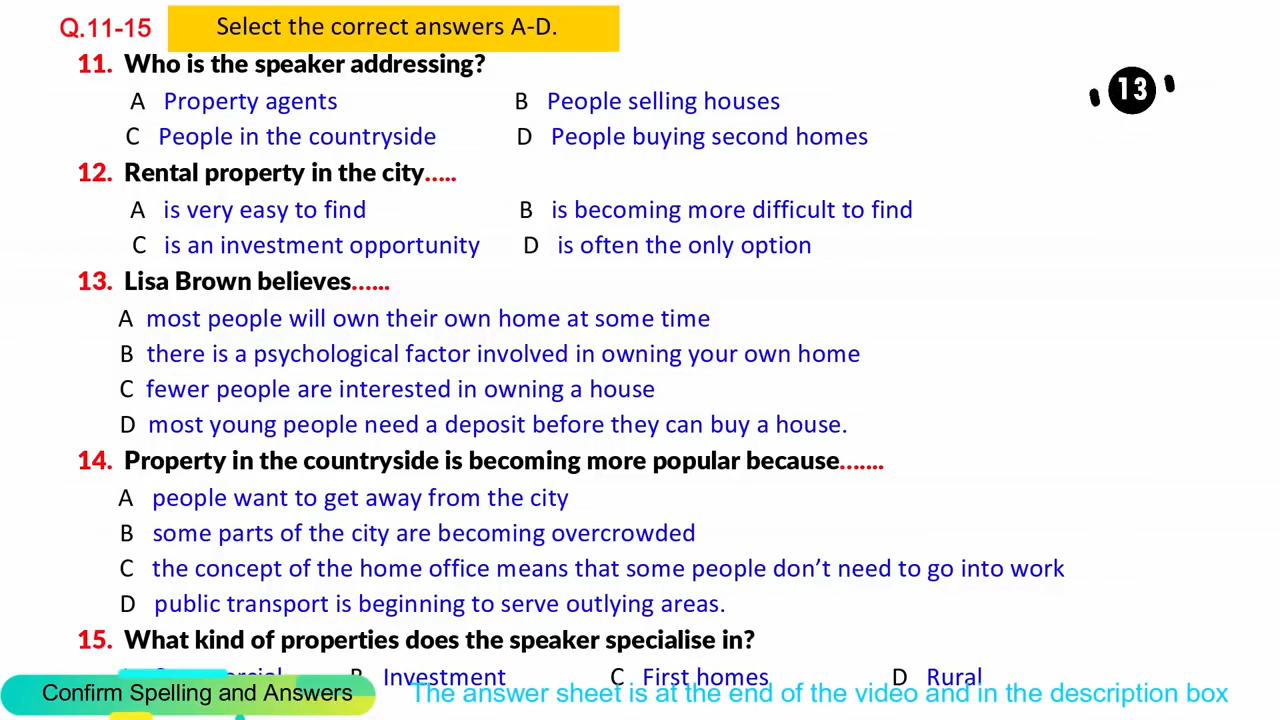 Q.11-15 Select the correct answers A-D.
11. Who is the speaker addressing?
13
A Property agents B People selling houses
C People in the countryside D People buying second homes
12. Rental property in the city.....
A is very easy to find B is becoming more difficult to find
C is an investment opportunity D is often the only option
13. Lisa Brown believes......
A most people will own their own home at some time
B there is a psychological factor involved in owning your own home
C fewer people are interested in owning a house
D most young people need a deposit before they can buy a house.
14. Property in the countryside is becoming more popular because.......
A people want to get away from the city
B some parts of the city are becoming overcrowded
C the concept of the home office means that some people don't need to go into work
D public transport is beginning to serve outlying areas.
15. What kind of properties does the speaker specialise in?
B Investment C First homes D Rural
Confirm Spelling and Answers The answer sheet is at the end of the video and in the description box